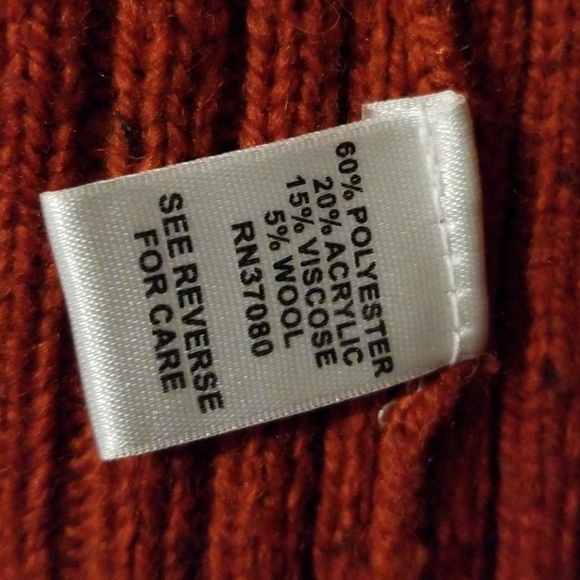 60% POLYESTER
20% ACRYLIC
15% VISCOSE
5% WOOL
RN37080
SEE REVERSE
FOR CARE